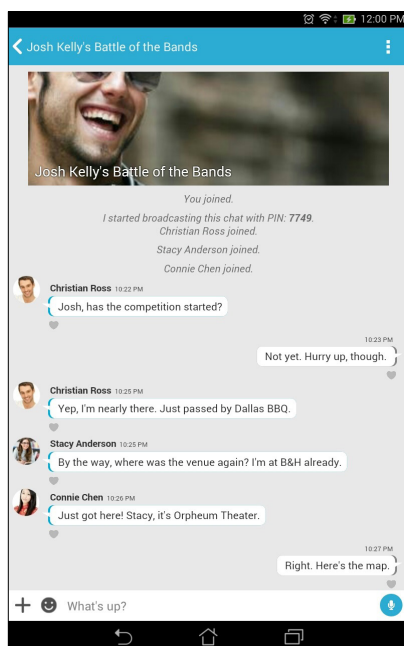 12:00 PM
Josh Kelly's Battle of the Bands
Josh Kelly's Battle of the Bands
You joined.
I started broadcasting this chat with PIN: 7749.
Christian Ross joined.
Stacy Anderson joined.
Connie Chen joined.
Christian Ross 10:22 PM
Josh, has the competition started?
10:23 PM
Not yet. Hurry up, though.
Christian Ross 10:25 PM
Yep, I'm nearly there. Just passed by Dallas BBQ.
Stacy Anderson 10:25 PM
By the way, where was the venue again? I'm at B&H already.
Connie Chen 10:26 PM
Just got here! Stacy, it's Orpheum Theater.
10:27 PM
Right. Here's the map.
What's up?